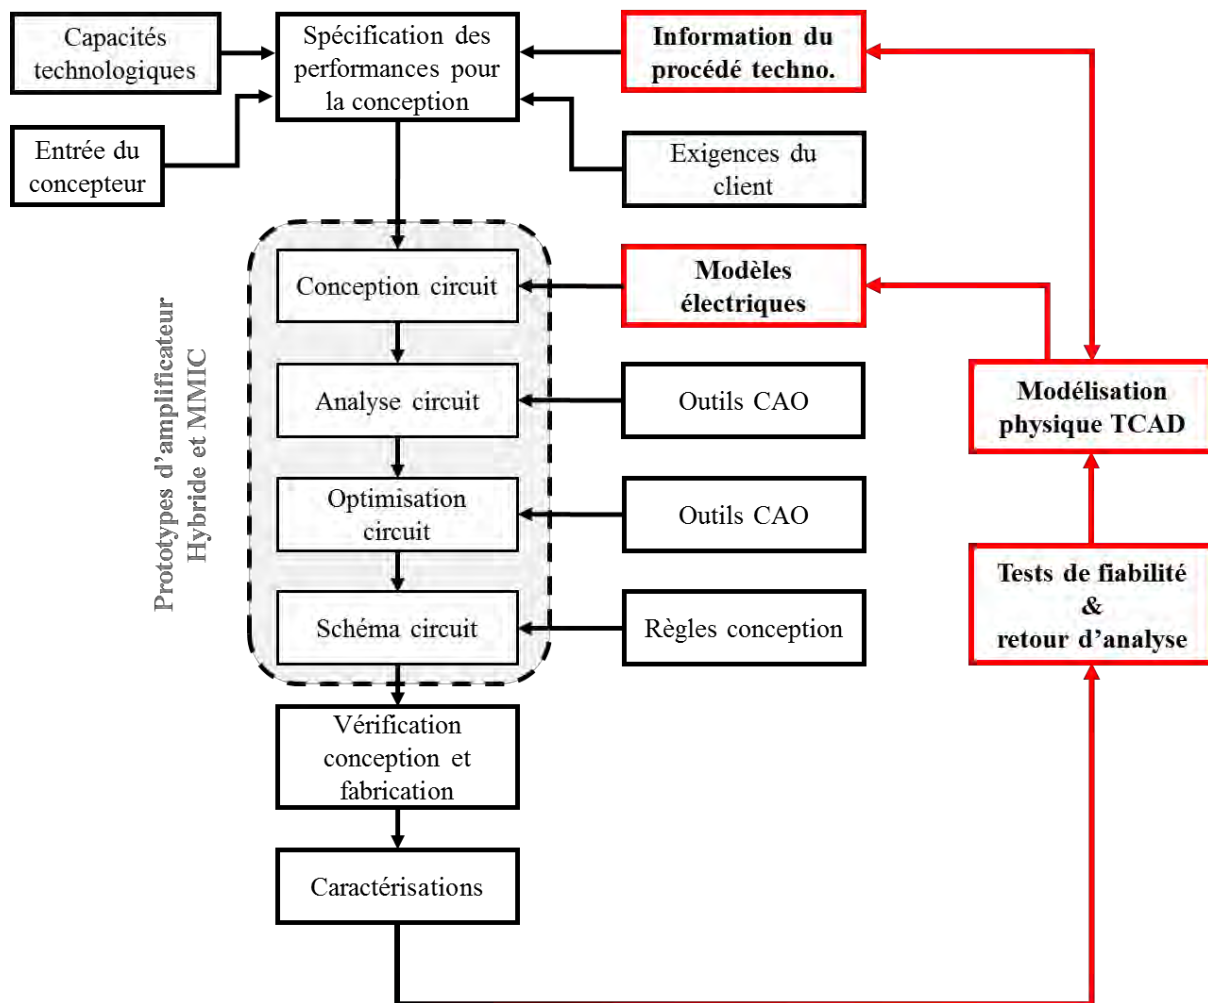 Capacités
technologiques
Spécification des
performances pour
la conception
Information du
procédé techno.
Entrée du
concepteur
Exigences du
client
Prototypes d'amplificateur
Hybride et MMIC
Conception circuit
Modèles
électriques
Analyse circuit
Outils CAO
Modélisation
physique TCAD
Optimisation
circuit
Outils CAO
Tests de fiabilité
&
retour d'analyse
Schéma circuit
Règles conception
Vérification
conception et
fabrication
Caractérisations